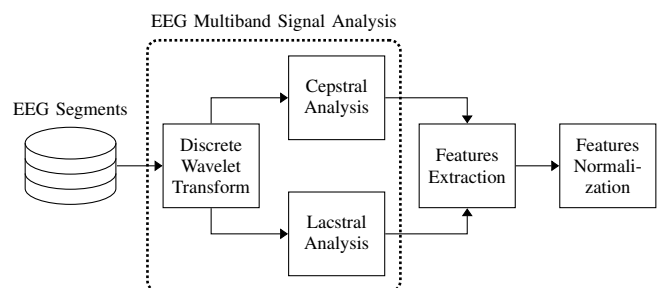 EEG Multiband Signal Analysis
EEG Segments
Discrete
Wavelet
Transform
Cepstral
Analysis
Lacstral
Analysis
Features
Extraction
Features
Normali-
zation